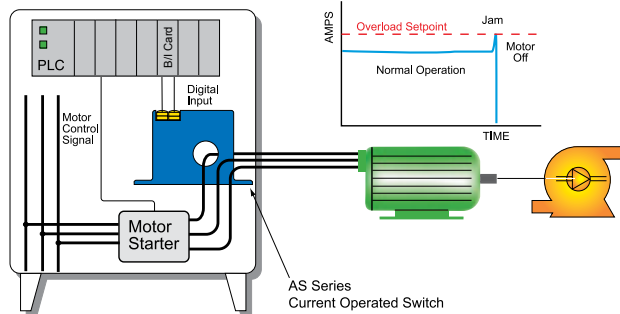 PLC
B/I Card
Digital
Input
Motor
Control
Signal
Motor
Starter
AS Series
Current Operated Switch
AMPS
Overload Setpoint
Jam
Motor
Off
Normal Operation
TIME